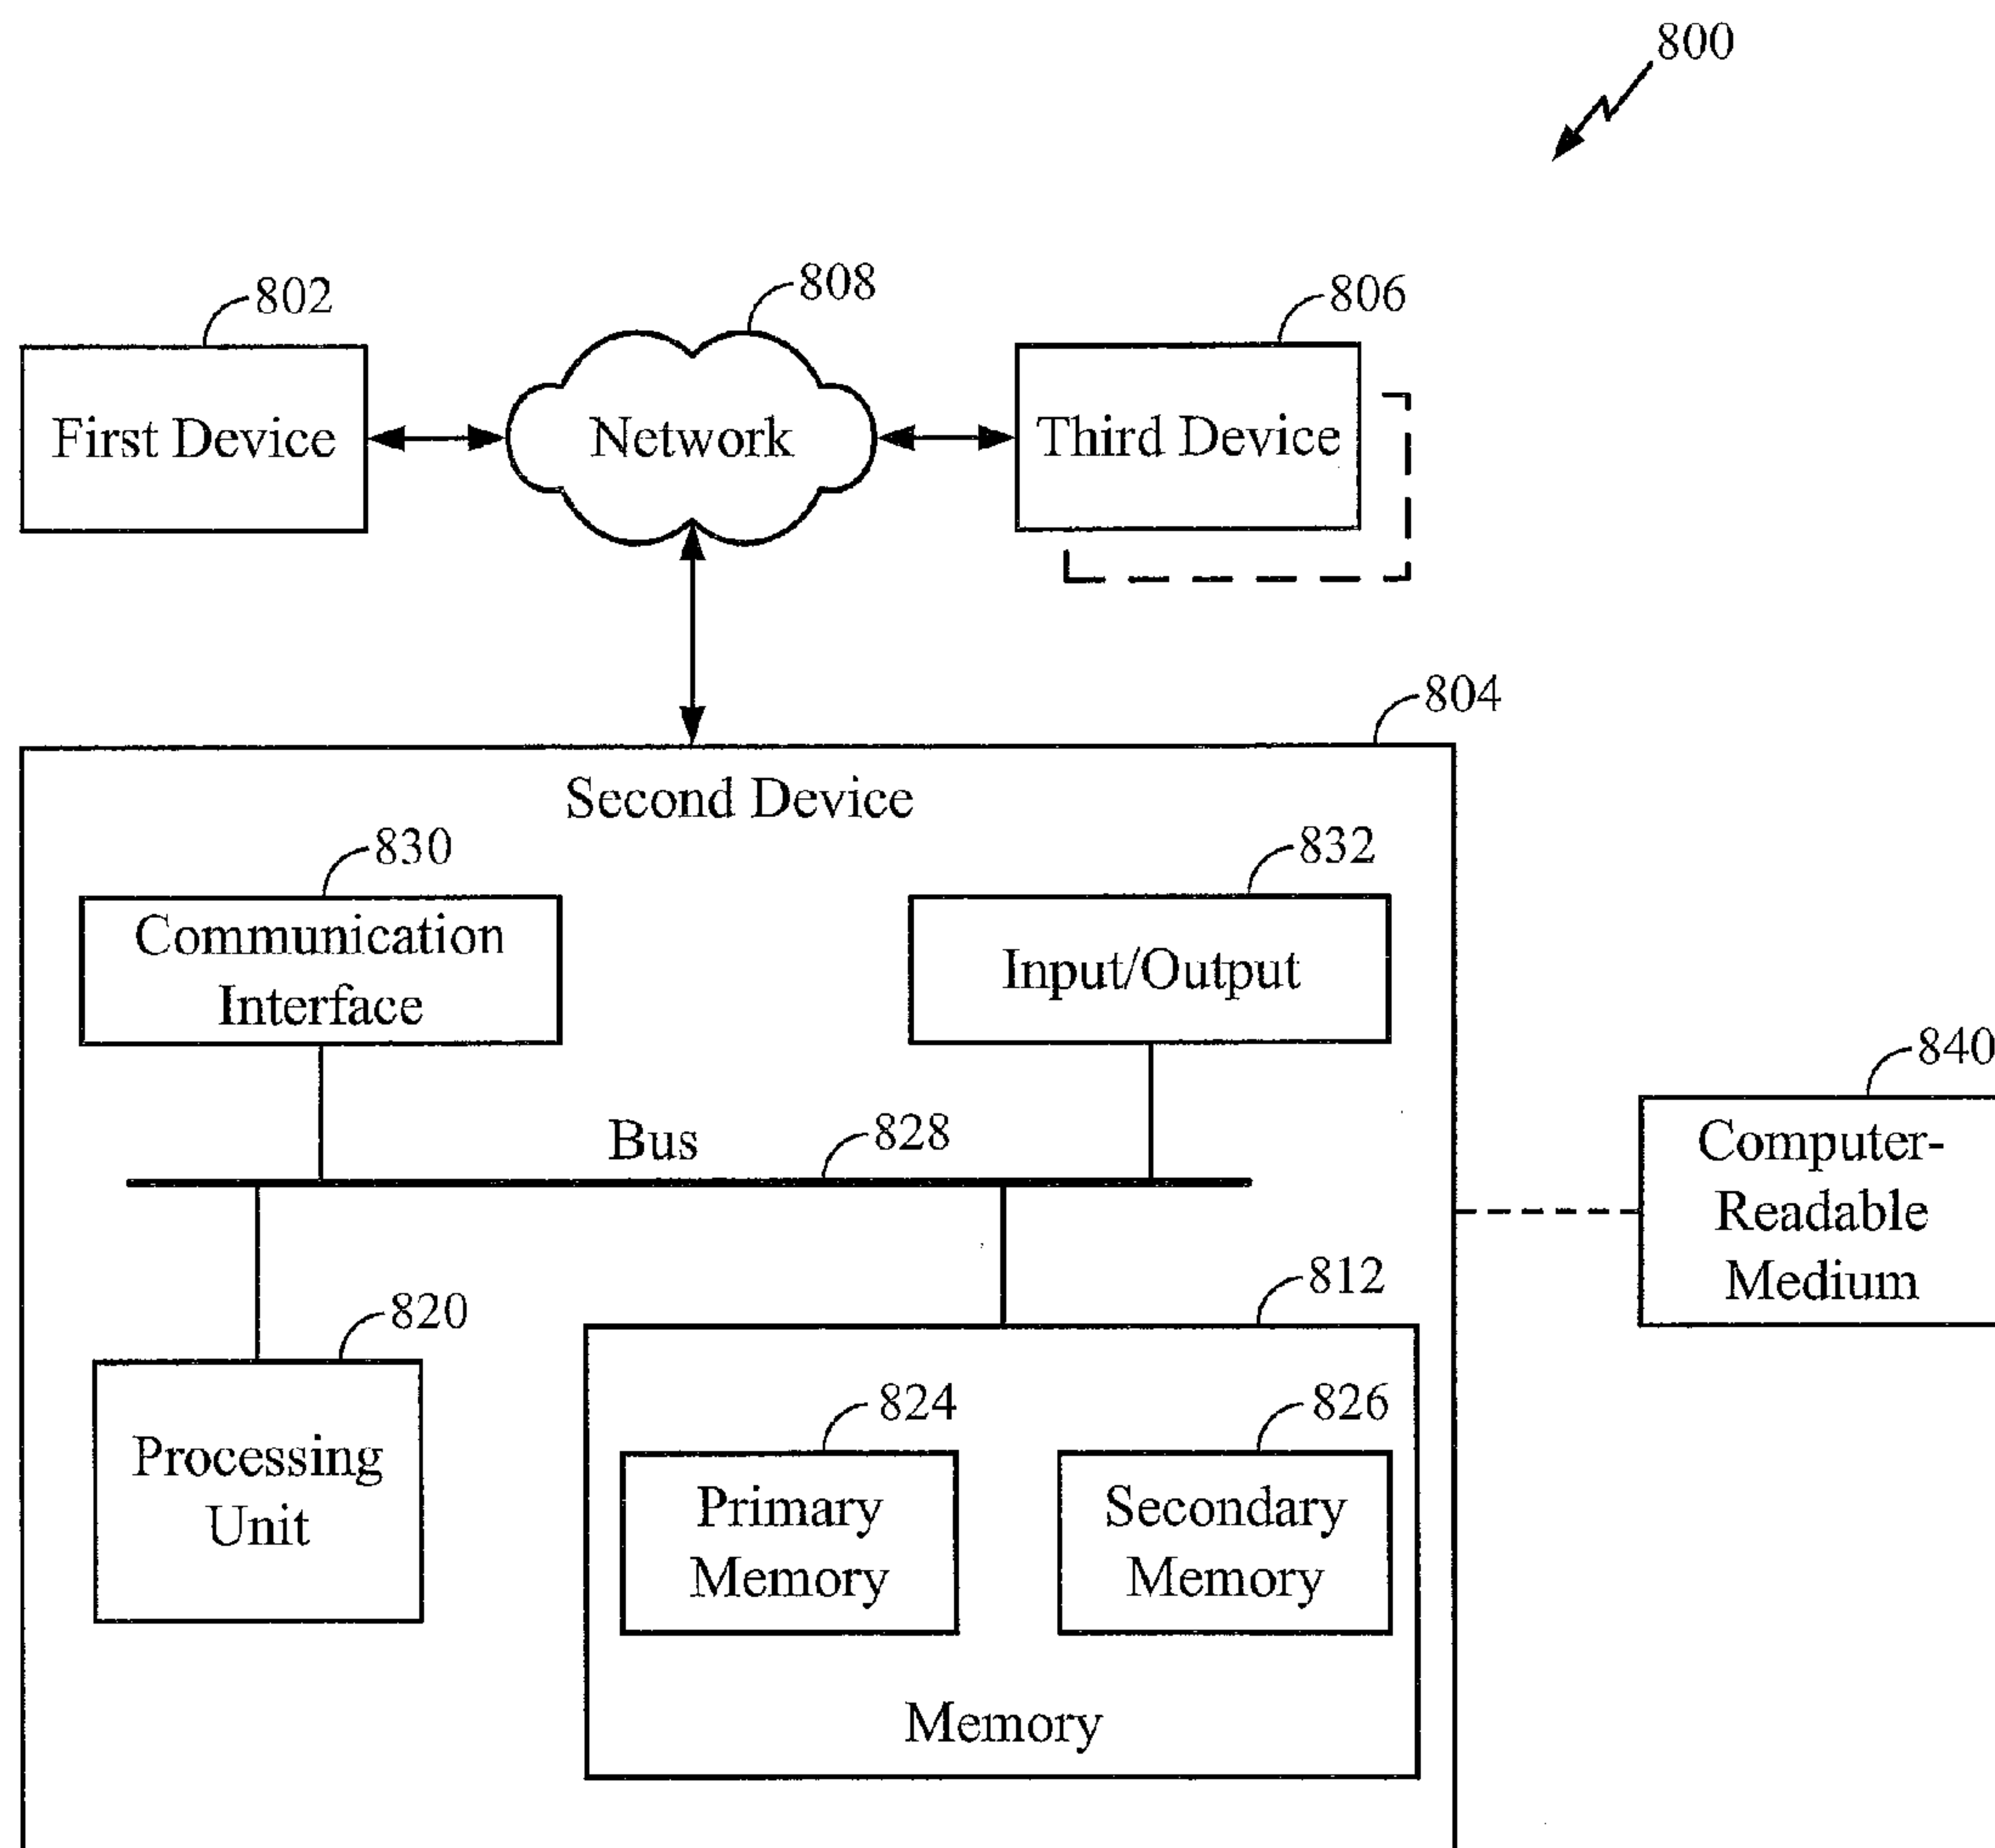 800
802
808
806
First Device
Network
Third Device
804
Second Device
830
832
Communication
Interface
Input/Output
840
Bus
828
Computer-
Readable
Medium
812
820
824
826
Processing
Unit
Primary
Memory
Secondary
Memory
Memory